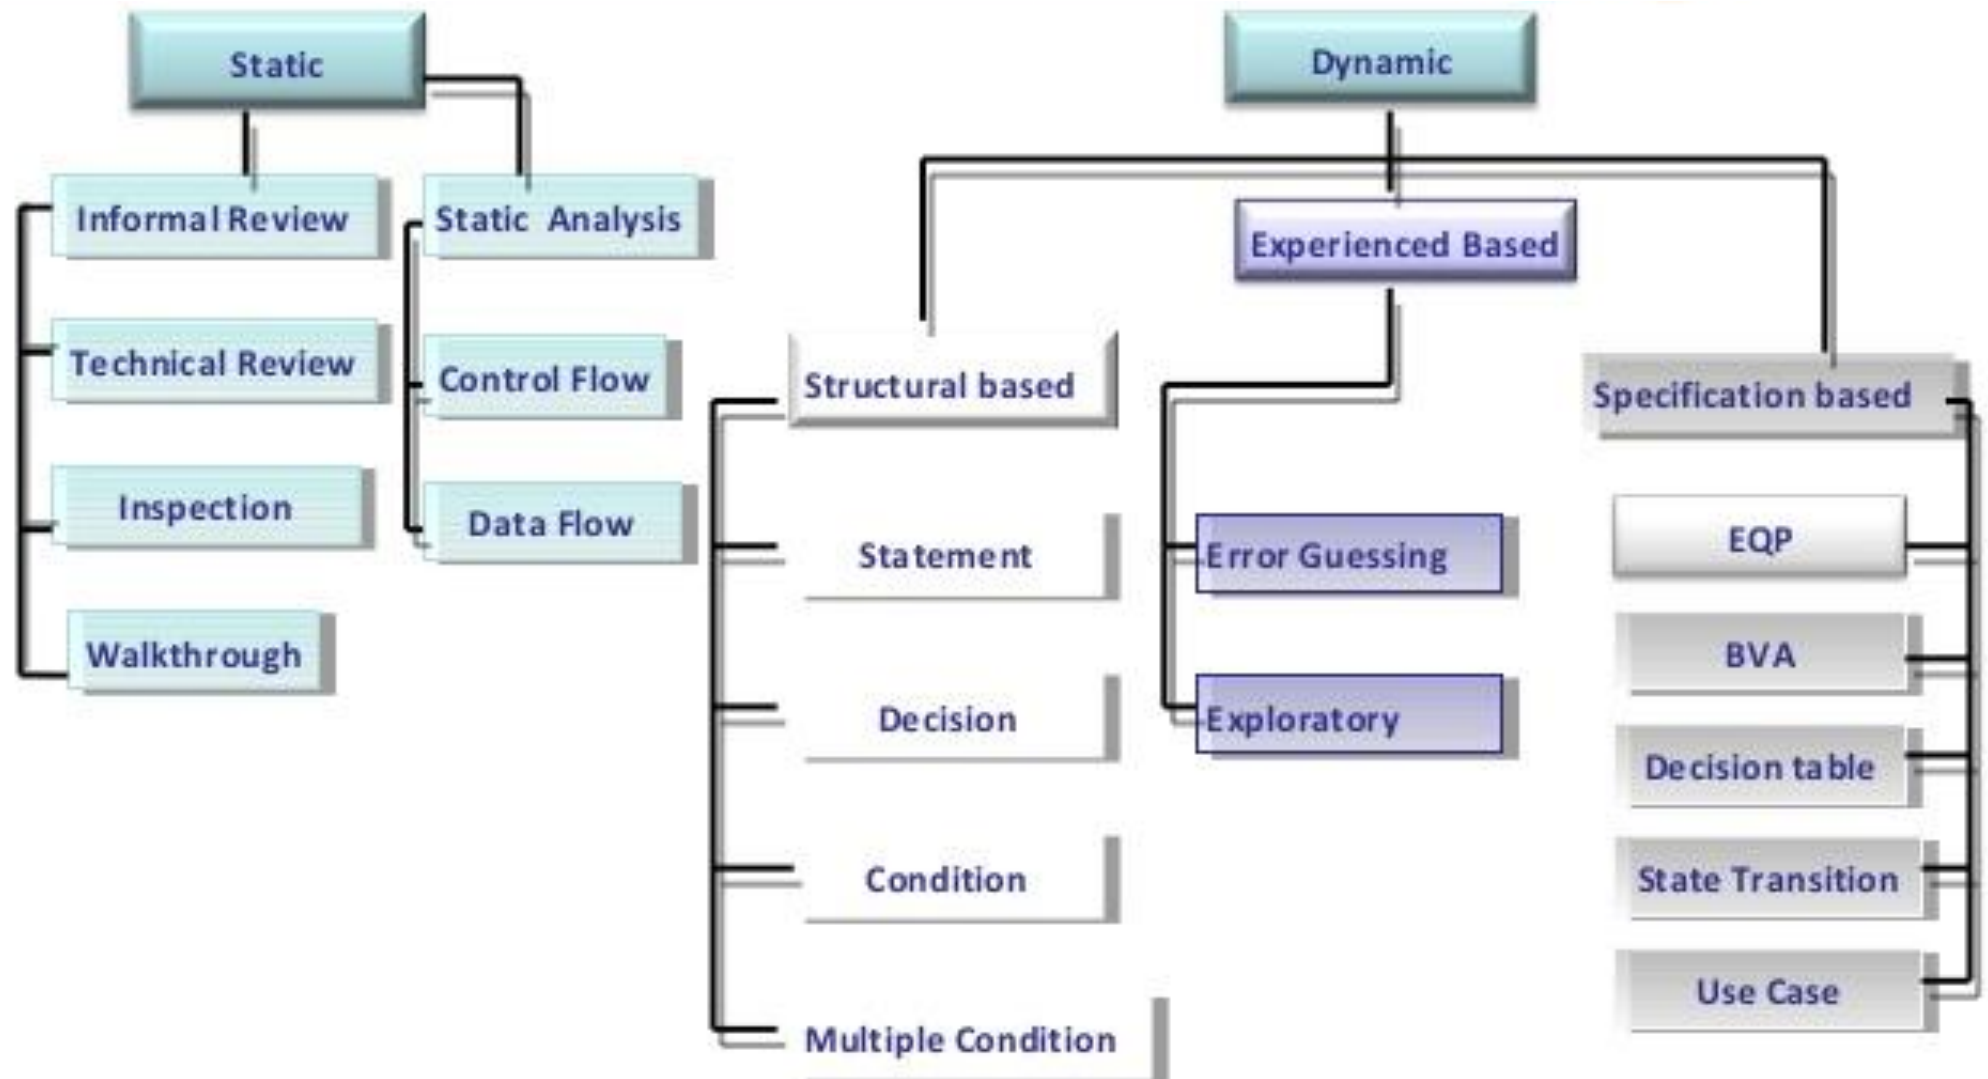 Static
Informal Review
Technical Review
Inspection
Walkthrough
Static Analysis
Control Flow
Data Flow
Dynamic
Structural based
Statement
Decision
Condition
Multiple Condition
Experienced Based
Error Guessing
Exploratory
Specification based
EQP
BVA
Decision table
State Transition
Use Case